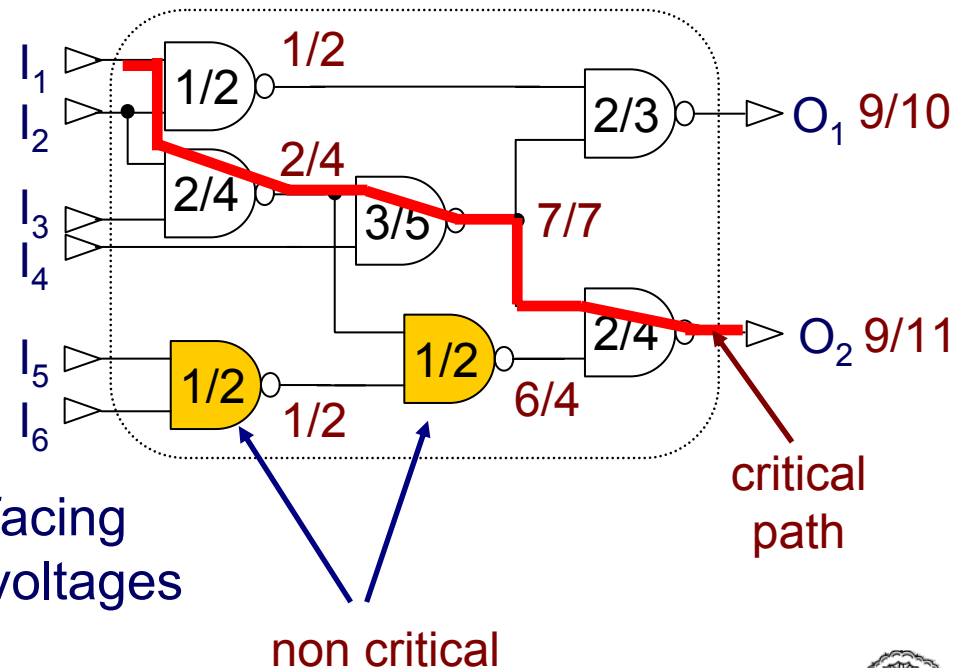 I1
1/2
1/2
I2
2/3
O1 9/10
2/4
2/4
I3
3/5
7/7
I4
I5
1/2
2/4
O2 9/11
1/2
6/4
I6
1/2
critical
path
facing
voltages
non critical